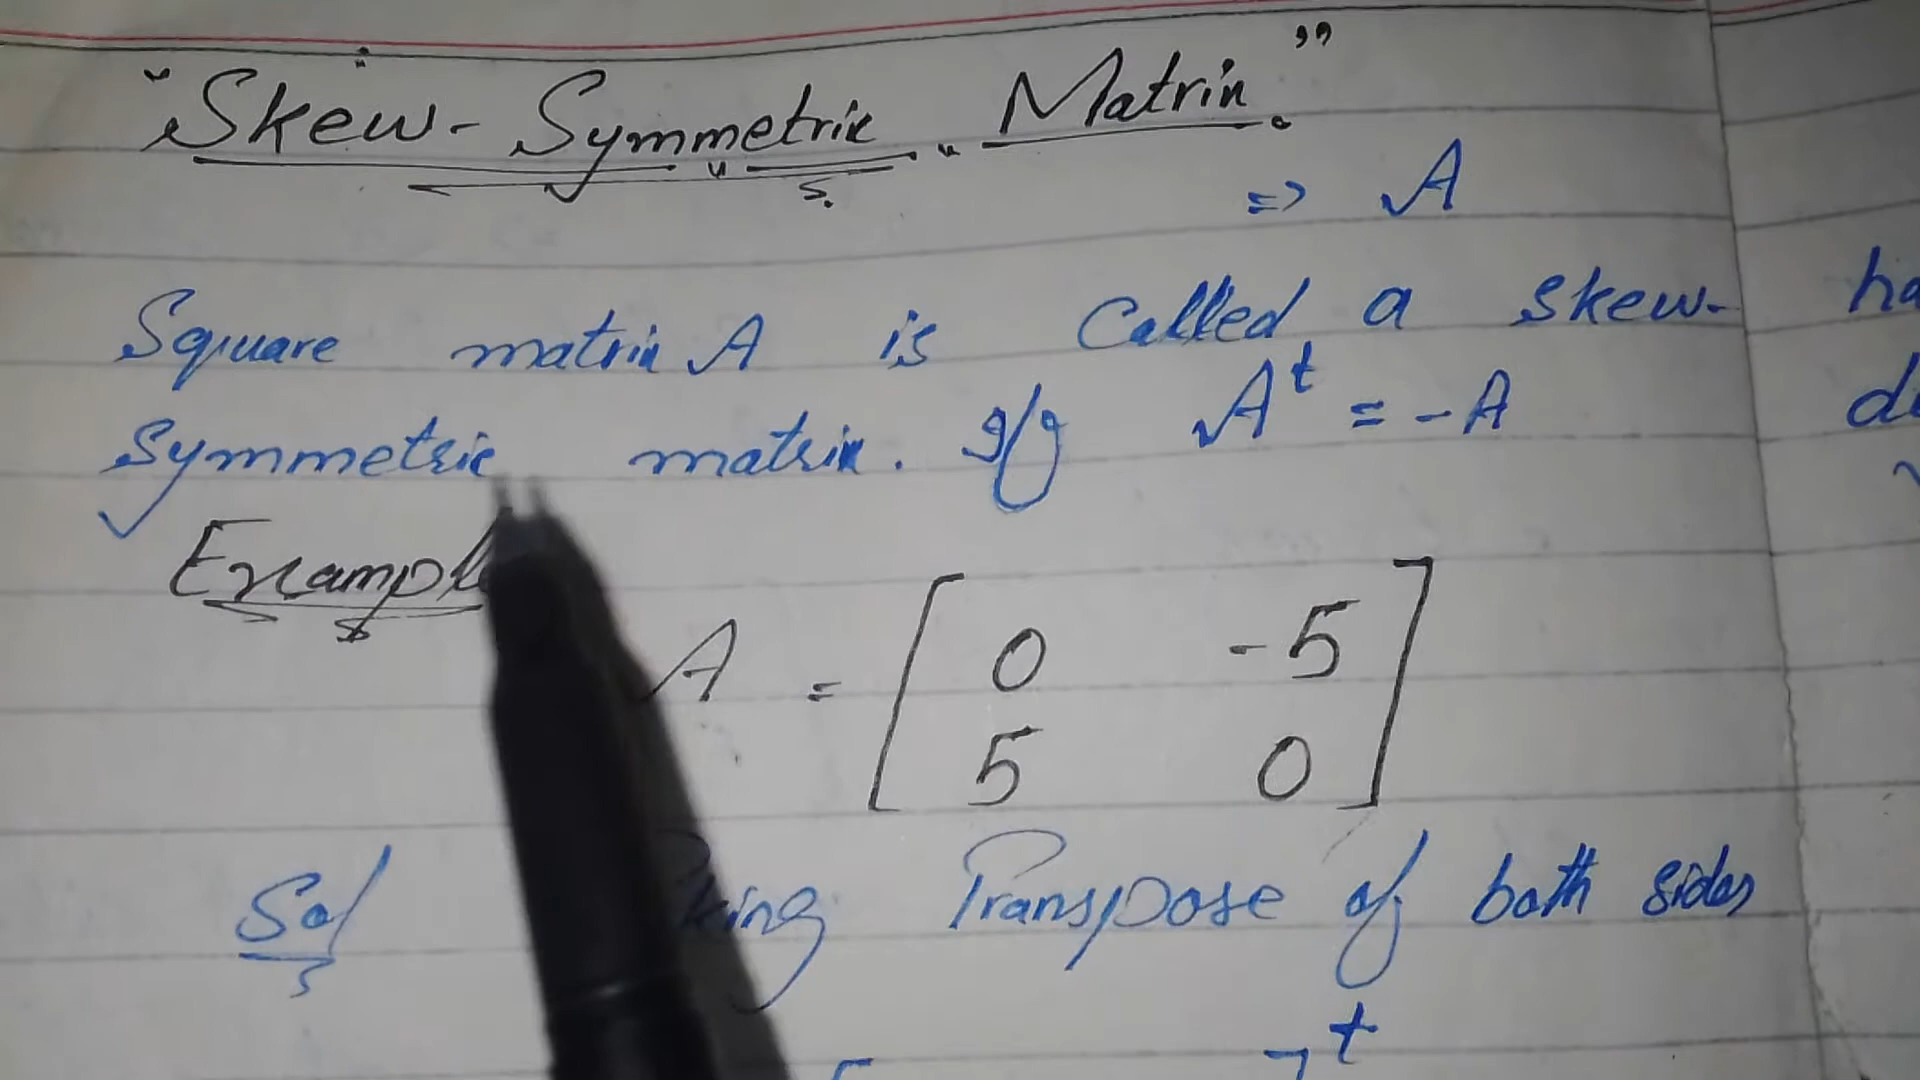 "Skew-Symmetric Matrix."
=> A
Square matrix A is Called a skew-
Symmetric matrix. If A^t = -A
Example
A = [0 -5
5 0]
Sol Transpose of both sides
t